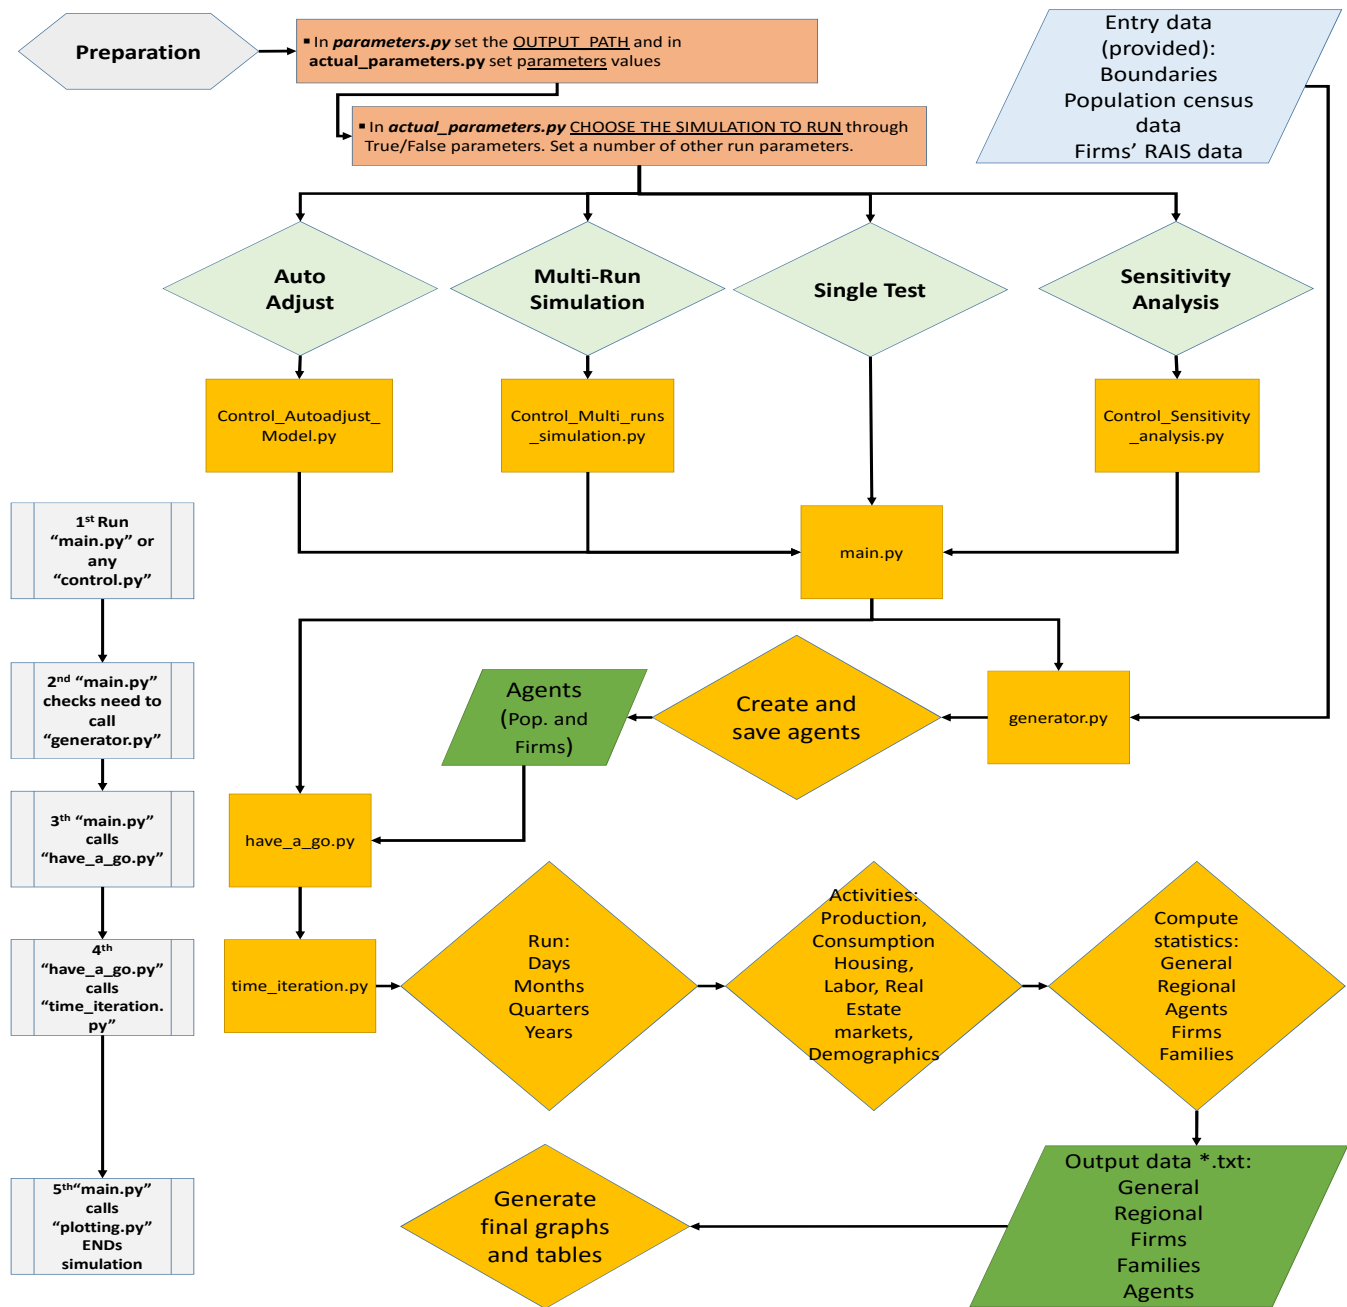 Preparation
▪ In parameters.py set the OUTPUT_PATH and in
actual_parameters.py set parameters values
▪ In actual_parameters.py CHOOSE THE SIMULATION TO RUN through
True/False parameters. Set a number of other run parameters.
Entry data
(provided):
Boundaries
Population census
data
Firms’ RAIS data
Auto
Adjust
Multi-Run
Simulation
Single Test
Sensitivity
Analysis
Control_Autoadjust_
Model.py
Control_Multi_runs
_simulation.py
Control_Sensitivity
_analysis.py
main.py
1st Run
“main.py” or
any
“control.py”
2nd “main.py”
checks need to
call
“generator.py”
3th “main.py”
calls
“have_a_go.py”
4th
“have_a_go.py”
calls
“time_iteration.
py”
5th“main.py”
calls
“plotting.py”
ENDs
simulation
Agents
(Pop. and
Firms)
Create and
save agents
generator.py
have_a_go.py
time_iteration.py
Run:
Days
Months
Quarters
Years
Activities:
Production,
Consumption
Housing,
Labor, Real
Estate
markets,
Demographics
Compute
statistics:
General
Regional
Agents
Firms
Families
Generate
final graphs
and tables
Output data *.txt:
General
Regional
Firms
Families
Agents